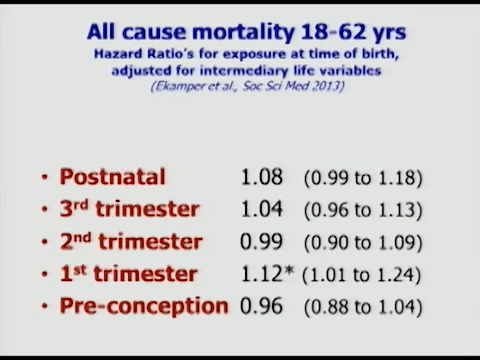 All cause mortality 18-62 yrs
Hazard Ratio's for exposure at time of birth,
adjusted for intermediary life variables
(Ekamper et al., Soc Sci Med 2013)
• Postnatal 1.08 (0.99 to 1.18)
• 3rd trimester 1.04 (0.96 to 1.13)
• 2nd trimester 0.99 (0.90 to 1.09)
• 1st trimester 1.12* (1.01 to 1.24)
• Pre-conception 0.96 (0.88 to 1.04)